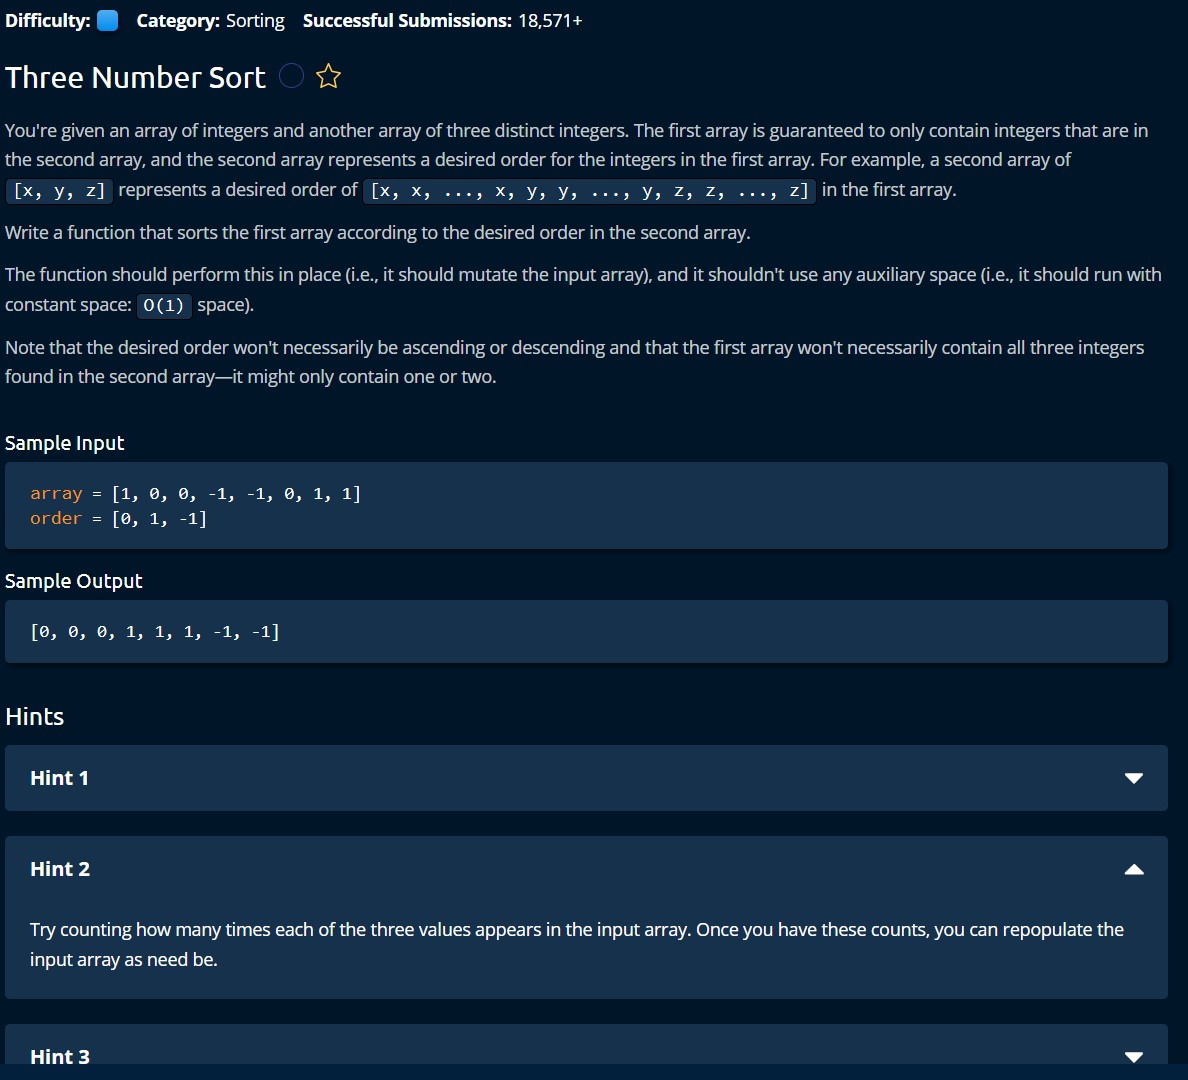 Difficulty: Category: Sorting Successful Submissions: 18,571+
Three Number Sort
You're given an array of integers and another array of three distinct integers. The first array is guaranteed to only contain integers that are in
the second array, and the second array represents a desired order for the integers in the first array. For example, a second array of
[x, y, z] represents a desired order of [x, x, ..., x, y, y, ..., y, z, z, ..., z] in the first array.
Write a function that sorts the first array according to the desired order in the second array.
The function should perform this in place (i.e., it should mutate the input array), and it shouldn't use any auxiliary space (i.e., it should run with
constant space: O(1) space).
Note that the desired order won't necessarily be ascending or descending and that the first array won't necessarily contain all three integers
found in the second array—it might only contain one or two.
Sample Input
array = [1, 0, 0, -1, -1, 0, 1, 1]
order = [0, 1, -1]
Sample Output
[0, 0, 0, 1, 1, 1, -1, -1]
Hints
Hint 1
Hint 2
Try counting how many times each of the three values appears in the input array. Once you have these counts, you can repopulate the
input array as need be.
Hint 3